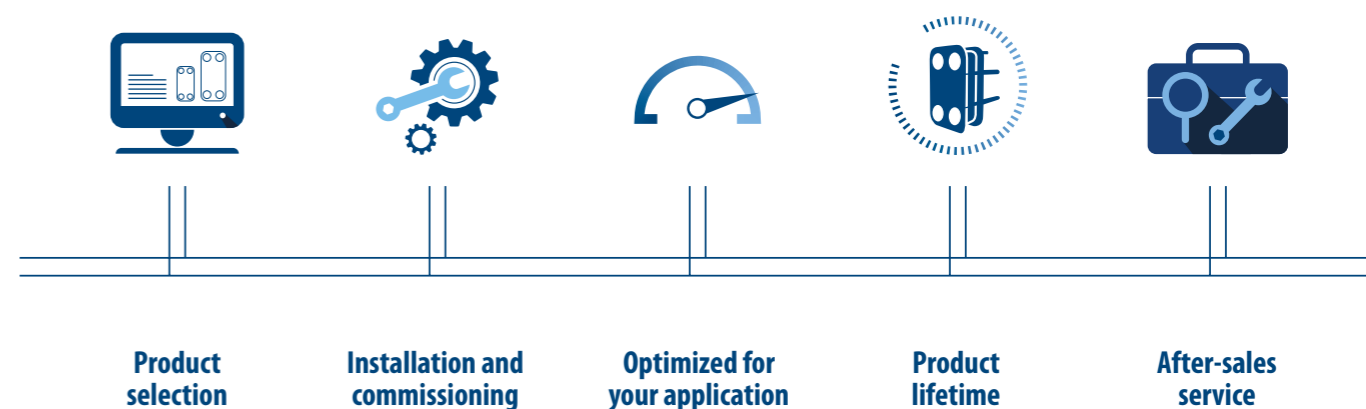 Product
selection
Installation and
commissioning
Optimized for
your application
Product
lifetime
After-sales
service